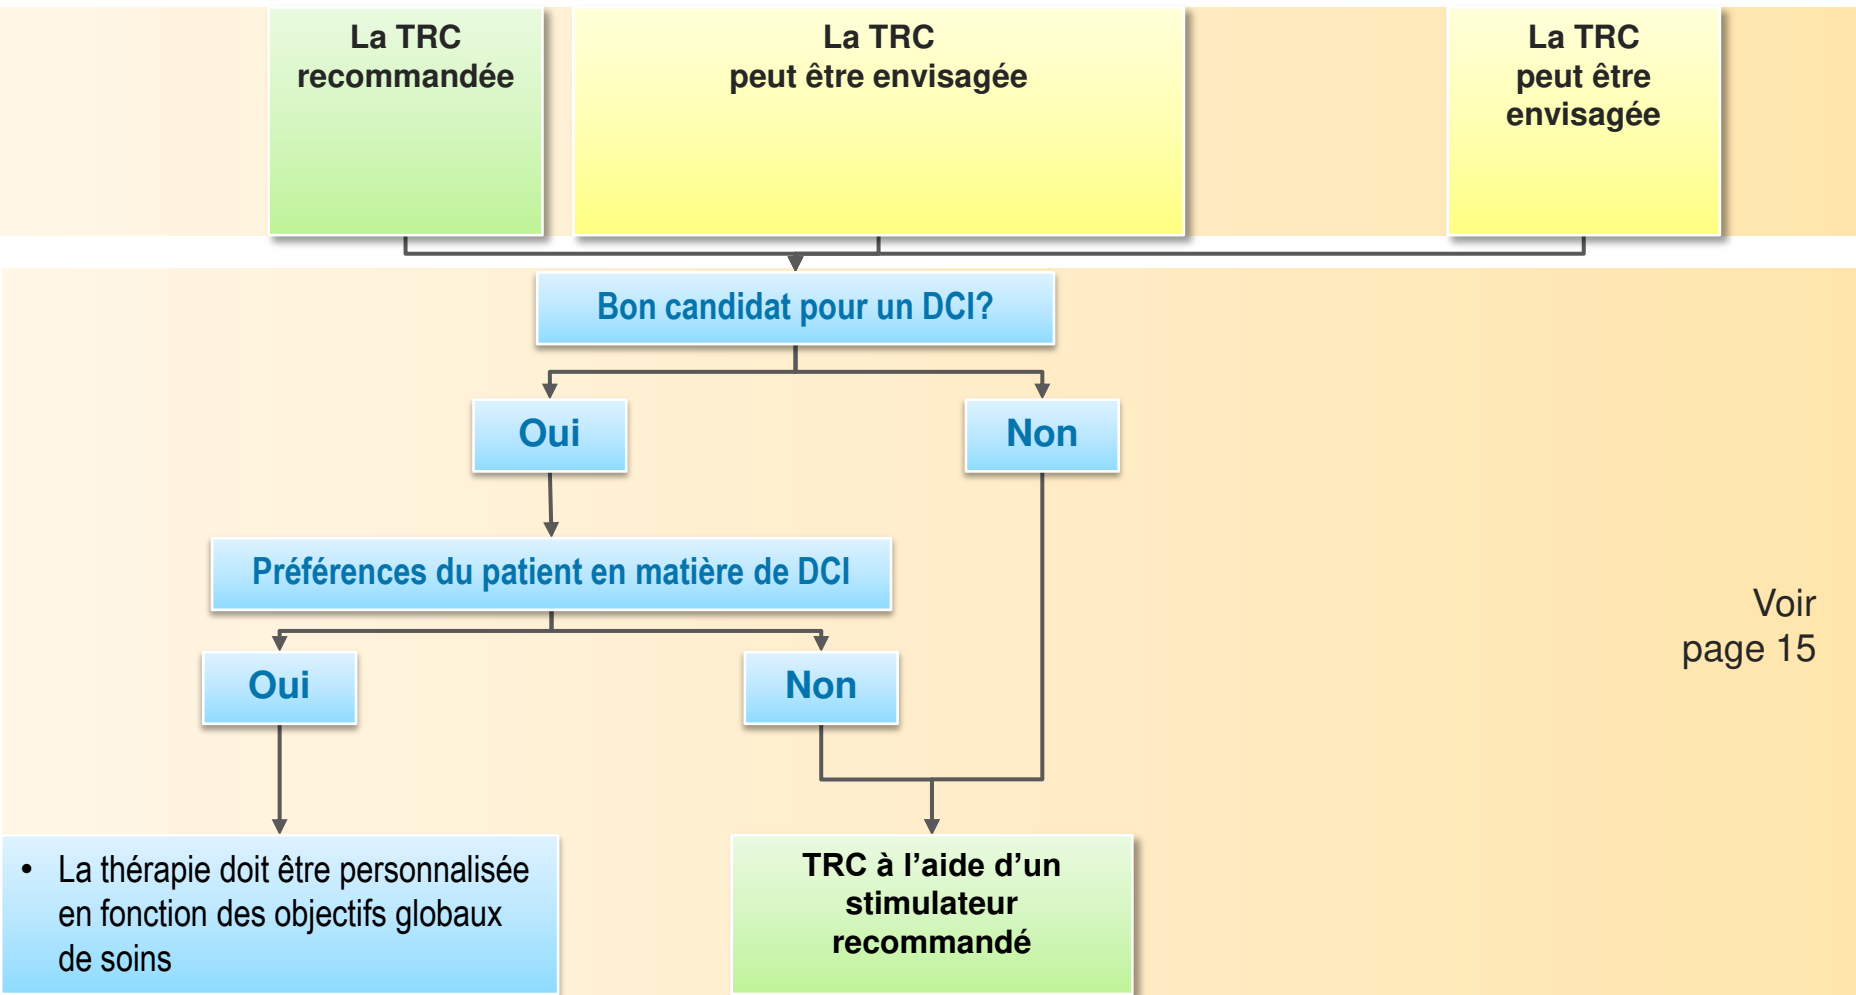 La TRC
recommandée
La TRC
peut être envisagée
La TRC
peut être
envisagée
Bon candidat pour un DCI?
Oui
Non
Préférences du patient en matière de DCI
Voir
page 15
Oui
Non
• La thérapie doit être personnalisée
en fonction des objectifs globaux
de soins
TRC à l’aide d’un
stimulateur
recommandé